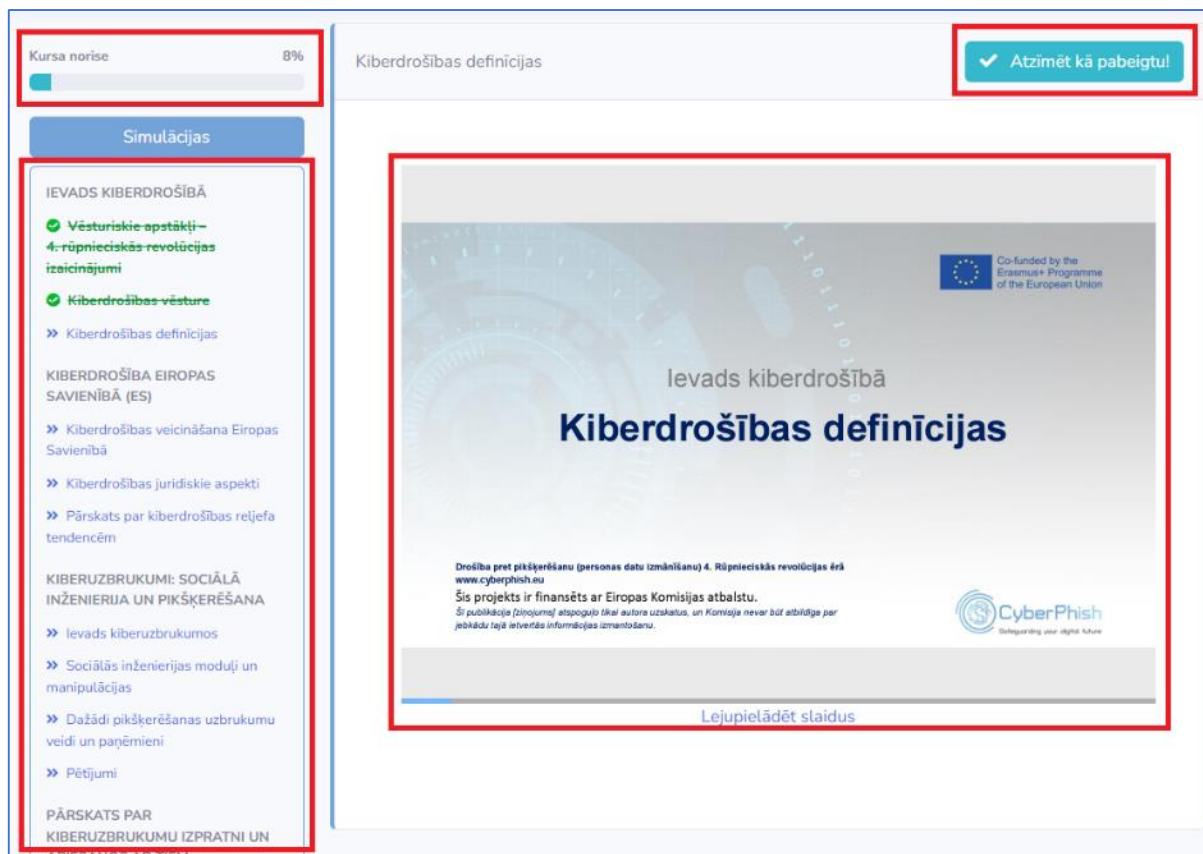 Kursa norise 8%
Simulācijas
IEVADS KIBERDROŠĪBĀ
Vēsturiskie apstākļi –
4. rūpnieciskās revolūcijas
izaicinājumi
Kiberdrošības vēsture
» Kiberdrošības definīcijas
KIBERDROŠĪBA EIROPAS
SAVIENĪBĀ (ES)
» Kiberdrošības veicināšana Eiropas
Savienībā
» Kiberdrošības juridiskie aspekti
» Pārskats par kiberdrošības reljefa
tendencēm
KIBERUZBRUKUMI: SOCIĀLĀ
INŽENIERIJA UN PIKŠĶERĒŠANA
» Ievads kiberuzbrukumos
» Sociālās inženierijas moduļi un
manipulācijas
» Dažādi pikšķerēšanas uzbrukumu
veidi un paņēmieni
» Pētījumi
PĀRSKATS PAR
KIBERUZBRUKUMU IZPRATNI UN
Kiberdrošības definīcijas
Atzīmēt kā pabeigtu!
Co-funded by the
Erasmus+ Programme
of the European Union
Ievads kiberdrošībā
Kiberdrošības definīcijas
Drošība pret pikšķerēšanu (personas datu izmānīšanu) 4. Rūpnieciskās revolūcijas ērā
www.cyberphish.eu
Šis projekts ir finansēts ar Eiropas Komisijas atbalstu.
Šī publikācija [ziņojums] atspoguļo tikai autora uzskatus, un Komisija nevar būt atbildīga par
jebkādu tajā ietvertās informācijas izmantošanu.
CyberPhish
Safeguarding your digital future
Lejupielādēt slaidus